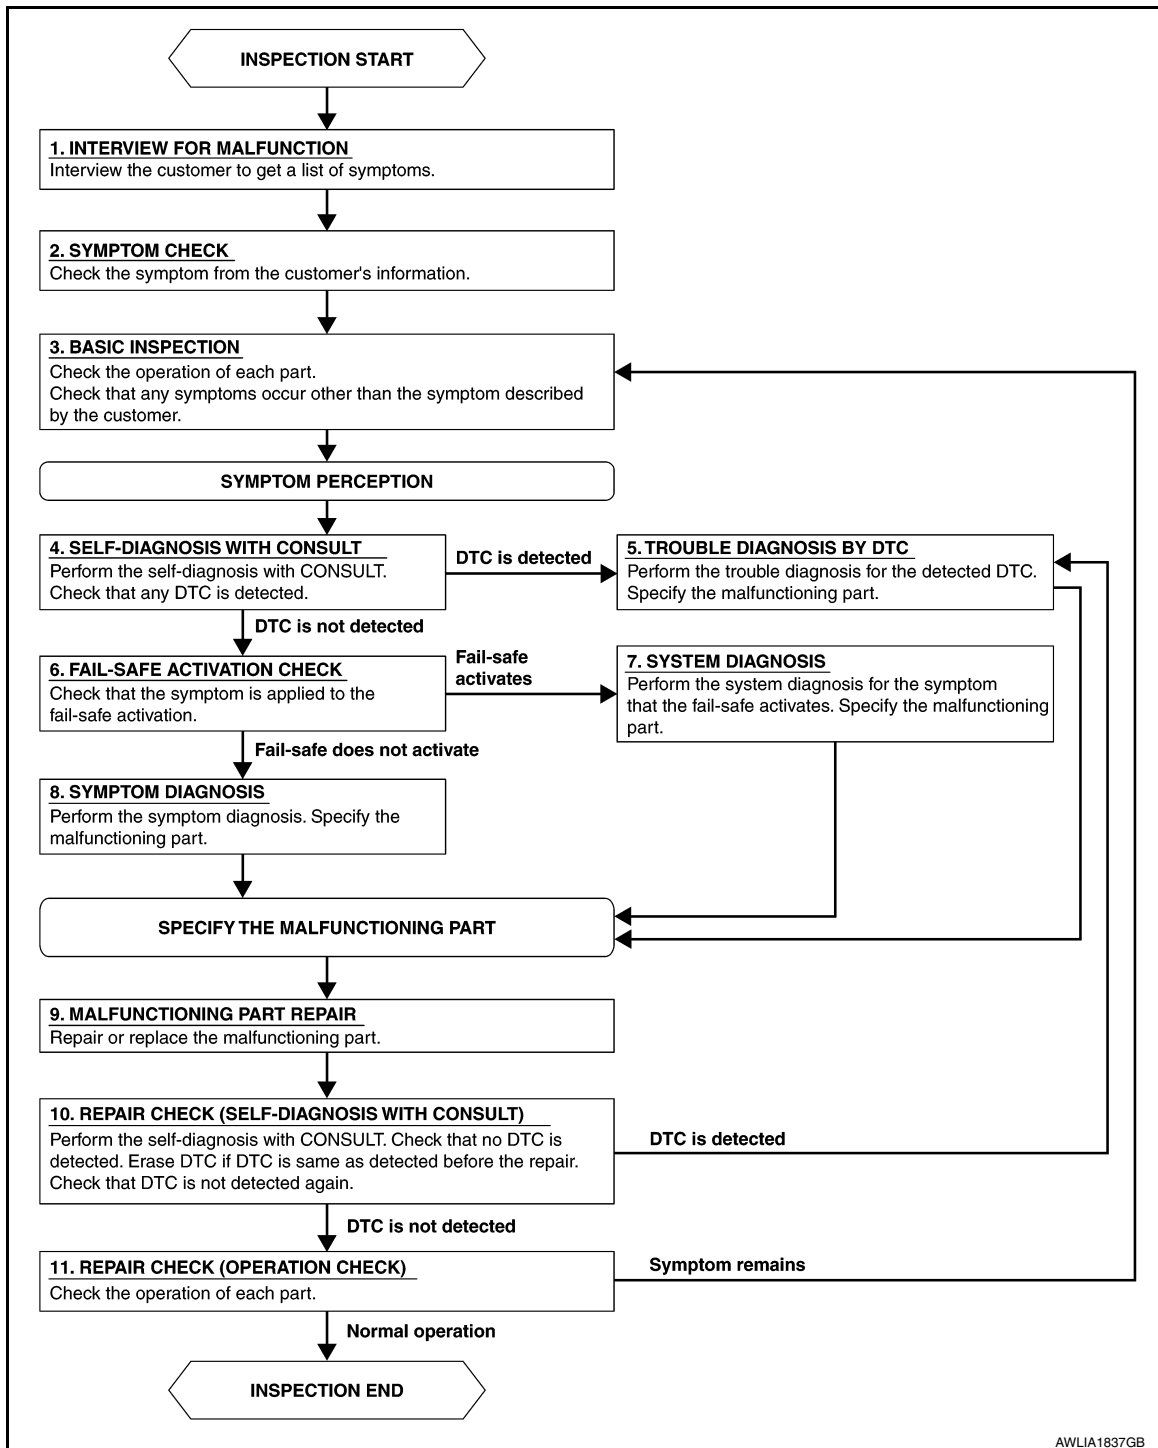 INSPECTION START
1. INTERVIEW FOR MALFUNCTION
Interview the customer to get a list of symptoms.
2. SYMPTOM CHECK
Check the symptom from the customer's information.
3. BASIC INSPECTION
Check the operation of each part.
Check that any symptoms occur other than the symptom described
by the customer.
SYMPTOM PERCEPTION
4. SELF-DIAGNOSIS WITH CONSULT
Perform the self-diagnosis with CONSULT.
Check that any DTC is detected.
DTC is detected
5. TROUBLE DIAGNOSIS BY DTC
Perform the trouble diagnosis for the detected DTC.
Specify the malfunctioning part.
DTC is not detected
6. FAIL-SAFE ACTIVATION CHECK
Check that the symptom is applied to the
fail-safe activation.
Fail-safe
activates
7. SYSTEM DIAGNOSIS
Perform the system diagnosis for the symptom
that the fail-safe activates. Specify the malfunctioning
part.
Fail-safe does not activate
8. SYMPTOM DIAGNOSIS
Perform the symptom diagnosis. Specify the
malfunctioning part.
SPECIFY THE MALFUNCTIONING PART
9. MALFUNCTIONING PART REPAIR
Repair or replace the malfunctioning part.
10. REPAIR CHECK (SELF-DIAGNOSIS WITH CONSULT)
Perform the self-diagnosis with CONSULT. Check that no DTC is
detected. Erase DTC if DTC is same as detected before the repair.
Check that DTC is not detected again.
DTC is detected
DTC is not detected
11. REPAIR CHECK (OPERATION CHECK)
Check the operation of each part.
Symptom remains
Normal operation
INSPECTION END
AWLIA1837GB